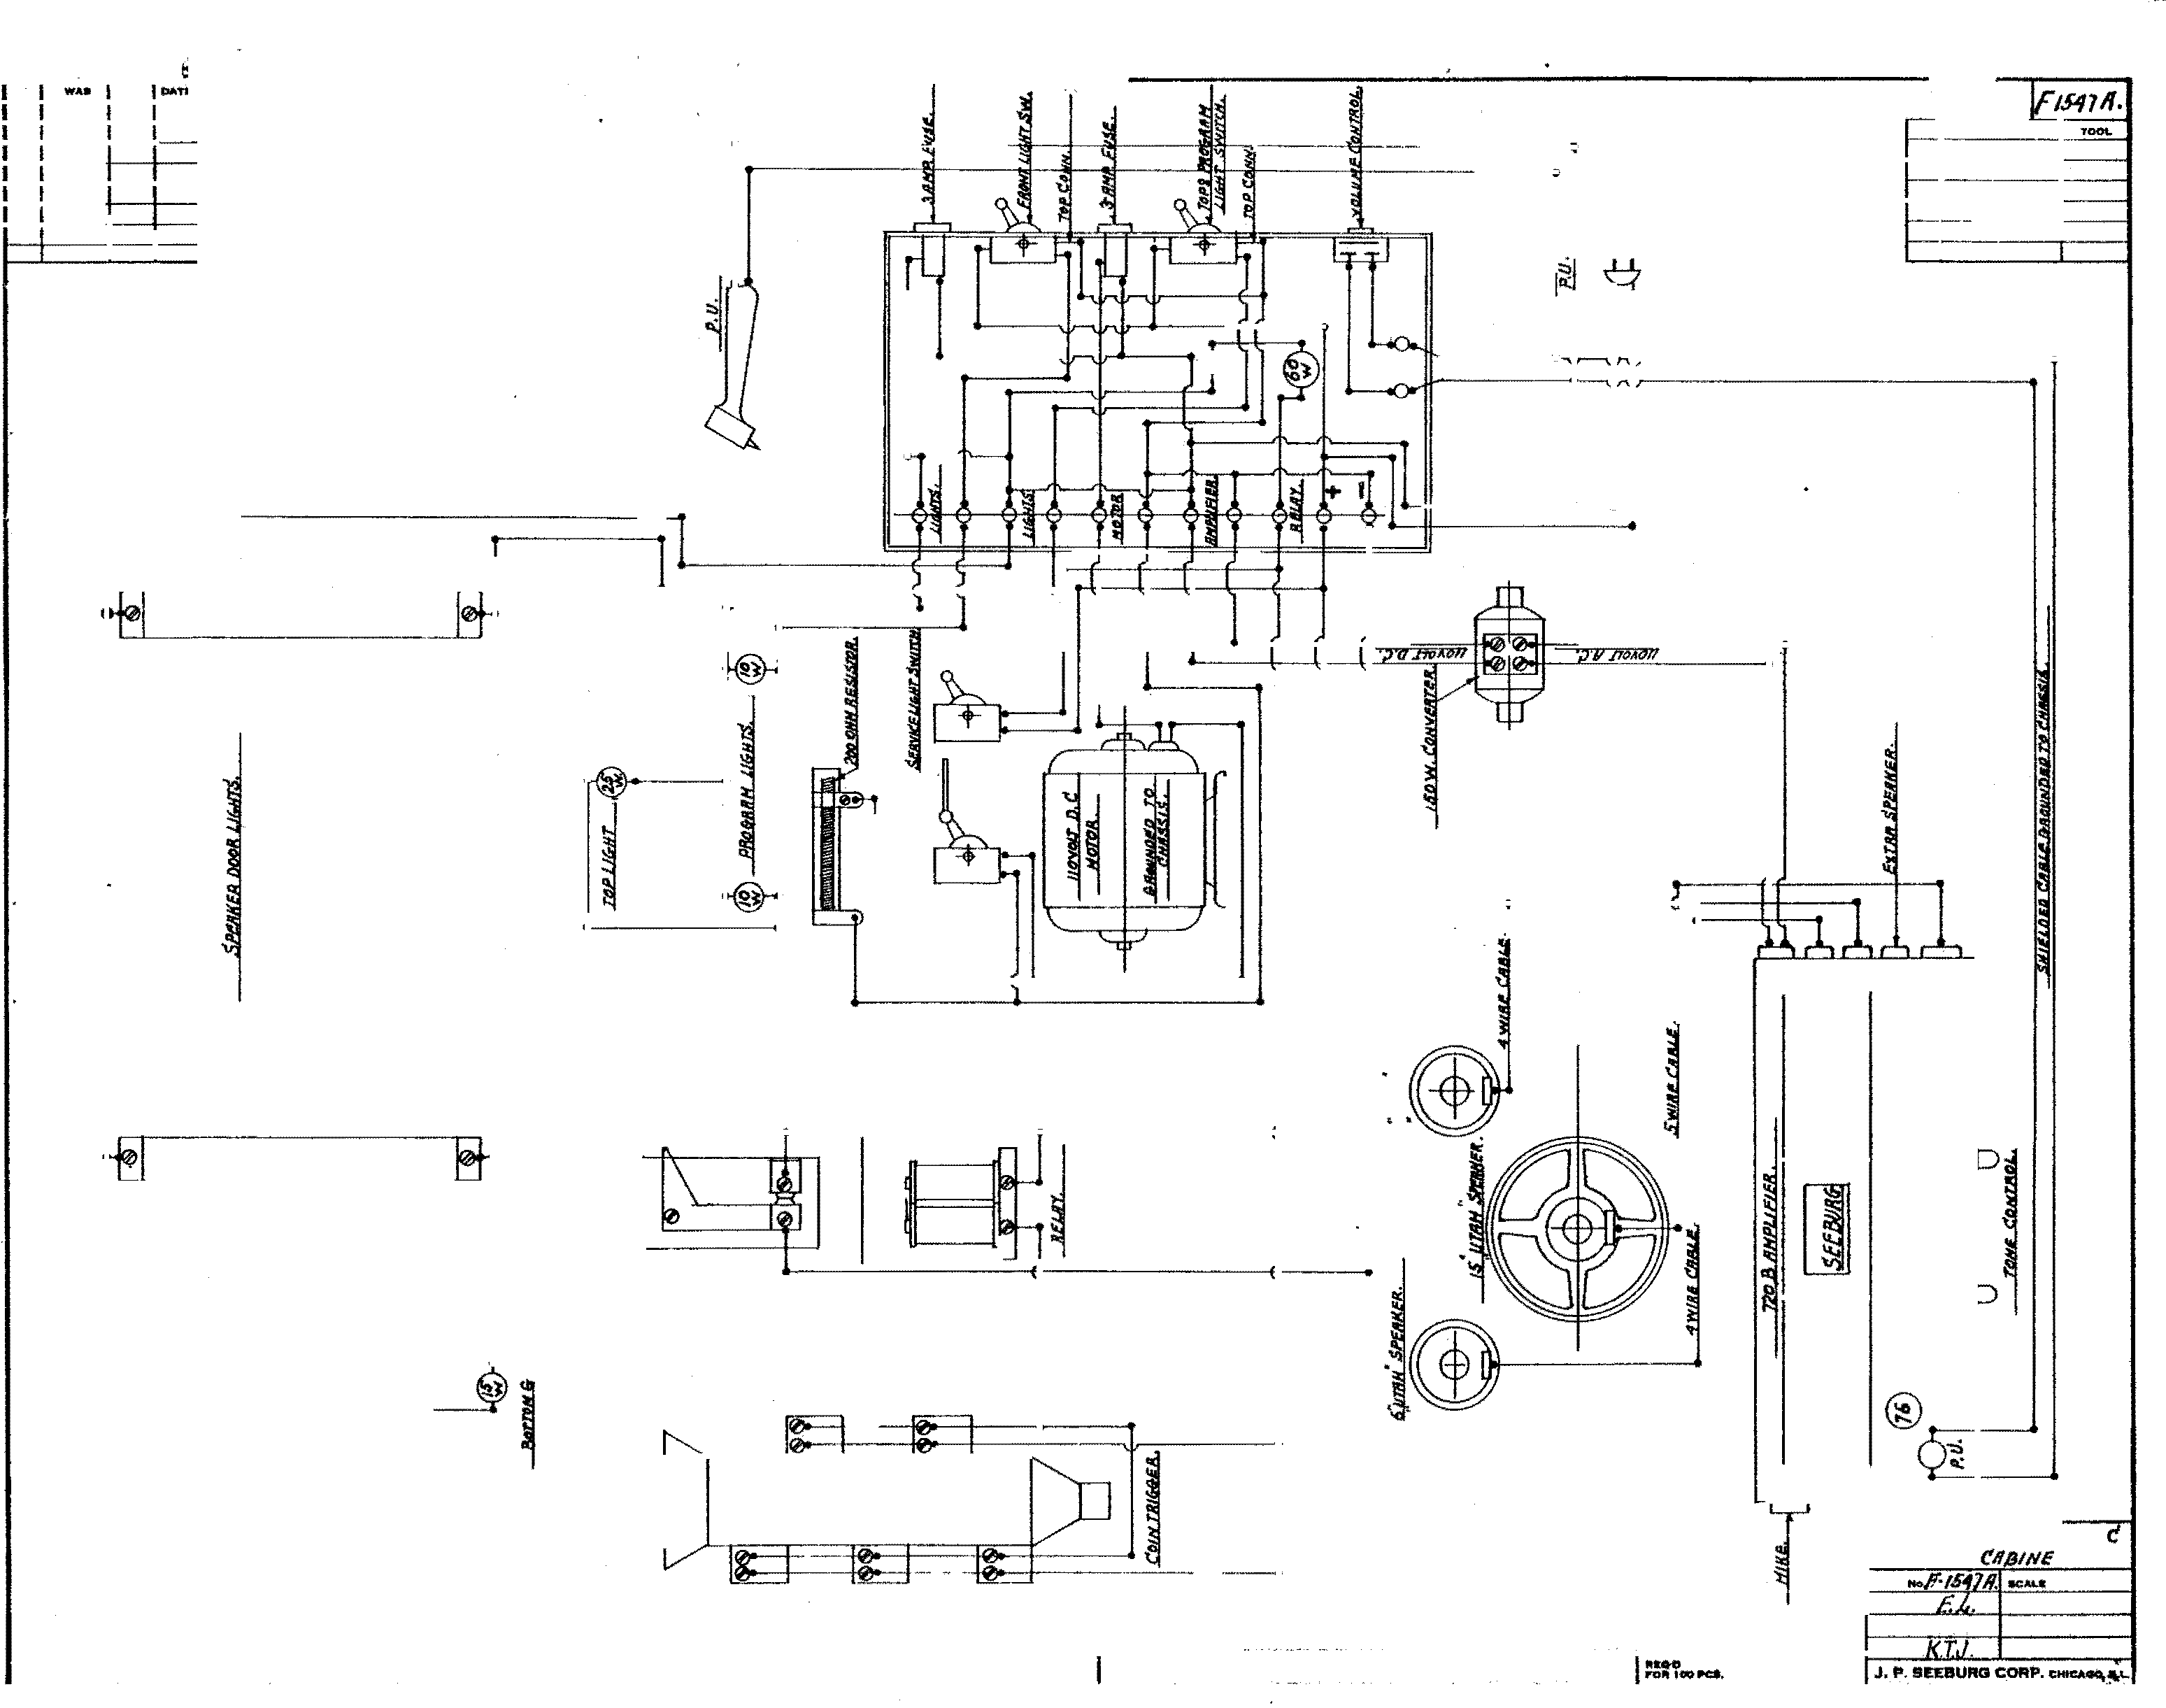 WAS
DATE
F1547A.
TOOL
3 AMP. FUSE.
FRONT LIGHT SW.
TOP CONN.
3 AMP FUSE.
TOP & PROGRAM
LIGHT SWITCH.
TOP CONN.
VOLUME CONTROL.
P.U.
P.U.
60
W
LIGHTS.
LIGHTS
MOTOR
AMPLIFIER.
RELAY.
+
−
SPEAKER DOOR LIGHTS.
25
W
TOP LIGHT
10
W
PROGRAM LIGHTS.
10
W
200 OHM RESISTOR.
SERVICE LIGHT SWITH
110 VOLT D.C
MOTOR.
GROUNDED TO
CHASSIS.
110 VOLT D.C.
110 VOLT A.C.
150 W. CONVERTER.
EXTRA SPEAKER.
SHIELDED CABLE GROUNDED TO CHASSIS.
4 WIRE CABLE.
5 WIRE CABLE.
15" UTAH SPEAKER.
4 WIRE CABLE.
6" UTAH SPEAKER.
720 B AMPLIFIER.
SEEBURG
TONE CONTROL.
RELAY.
15
W
BOTTOM G
COIN TRIGGER.
76
P.U.
MIKE.
C
CABINE
No. F-1547A. SCALE
E.L.
K.T.J.
J. P. SEEBURG CORP. CHICAGO, ILL.
REQ'D
FOR 100 PCS.